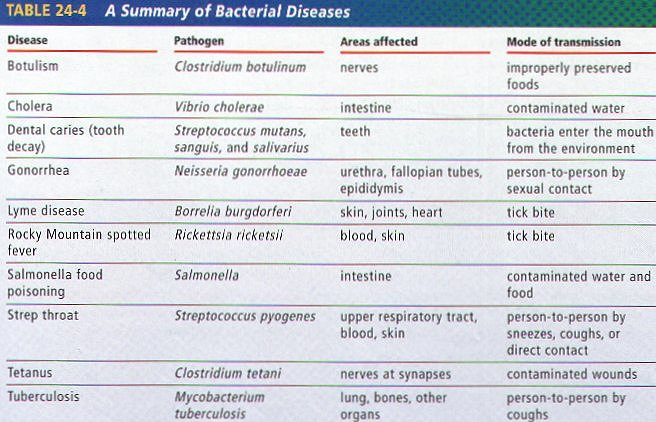 TABLE 24-4 A Summary of Bacterial Diseases
Disease Pathogen Areas affected Mode of transmission
Botulism Clostridium botulinum nerves improperly preserved
foods
Cholera Vibrio cholerae intestine contaminated water
Dental caries (tooth Streptococcus mutans, teeth bacteria enter the mouth
decay) sanguis, and salivarius from the environment
Gonorrhea Neisseria gonorrhoeae urethra, fallopian tubes, person-to-person by
epididymis sexual contact
Lyme disease Borrelia burgdorferi skin, joints, heart tick bite
Rocky Mountain spotted Rickettsia ricketsii blood, skin tick bite
fever
Salmonella food Salmonella intestine contaminated water and
poisoning food
Strep throat Streptococcus pyogenes upper respiratory tract, person-to-person by
blood, skin sneezes, coughs, or
direct contact
Tetanus Clostridium tetani nerves at synapses contaminated wounds
Tuberculosis Mycobacterium lung, bones, other person-to-person by
tuberculosis organs coughs